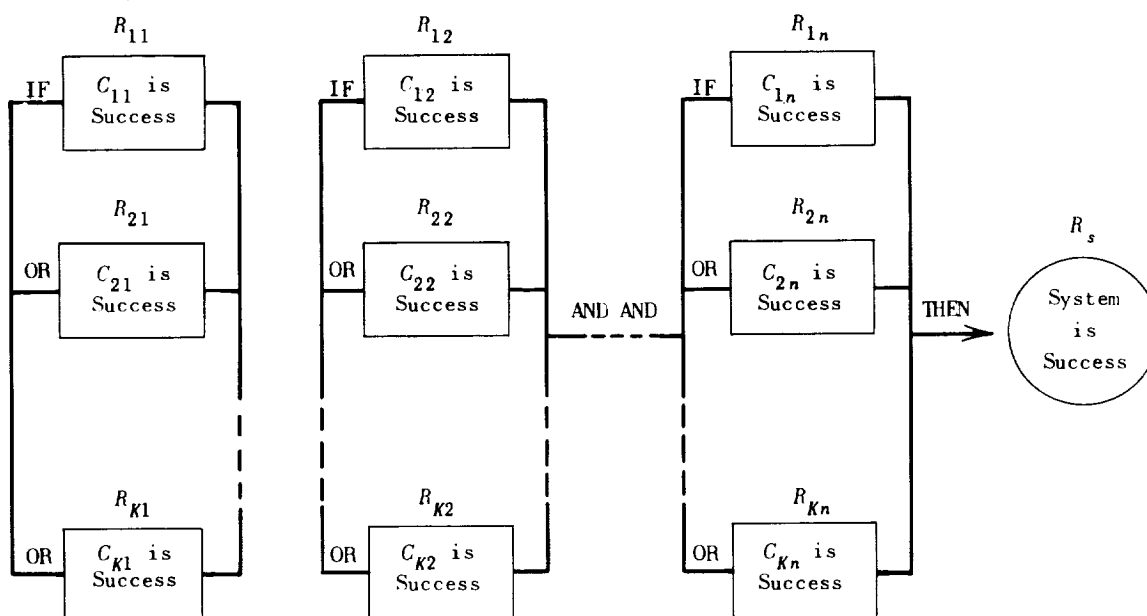 R11
IF
C11 is
Success
R21
OR
C21 is
Success
RK1
OR
CK1 is
Success
R12
IF
C12 is
Success
R22
OR
C22 is
Success
RK2
OR
CK2 is
Success
AND AND
R1n
IF
C1n is
Success
R2n
OR
C2n is
Success
RKn
OR
CKn is
Success
THEN
Rs
System
is
Success